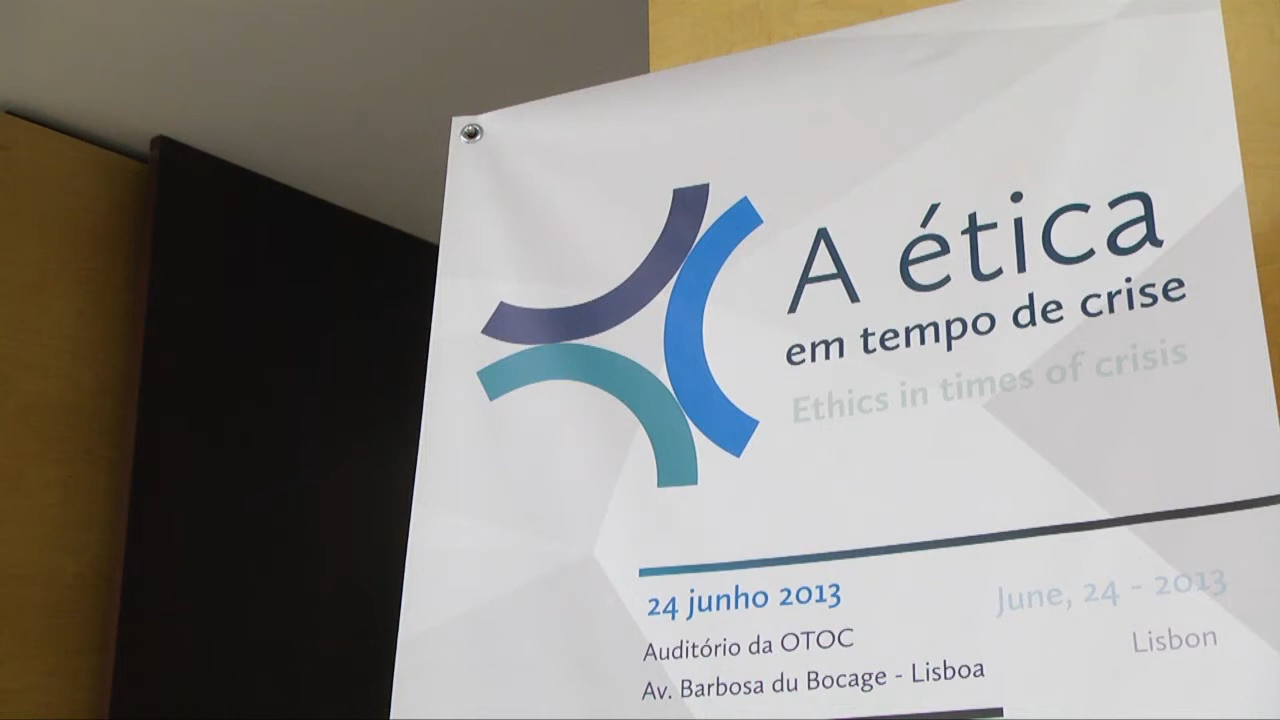 A ética
em tempo de crise
Ethics in times of crisis
24 junho 2013
June, 24 - 2013
Auditório da OTOC
Lisbon
Av. Barbosa du Bocage - Lisboa